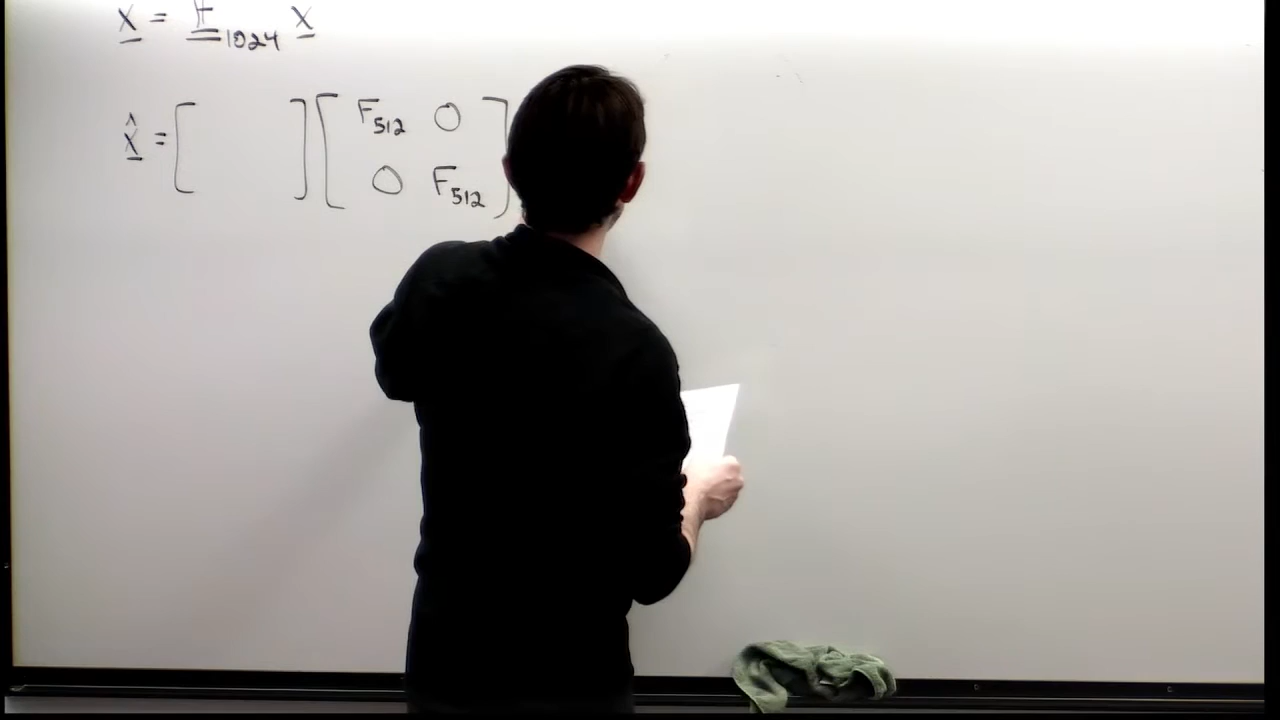 x = F₁₀₂₄ x
x̂ = [ ] [ F₅₁₂ 0
0 F₅₁₂ ]